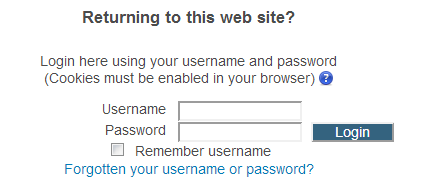 Returning to this web site?
Login here using your username and password
(Cookies must be enabled in your browser) ?
Username
Password
Login
Remember username
Forgotten your username or password?